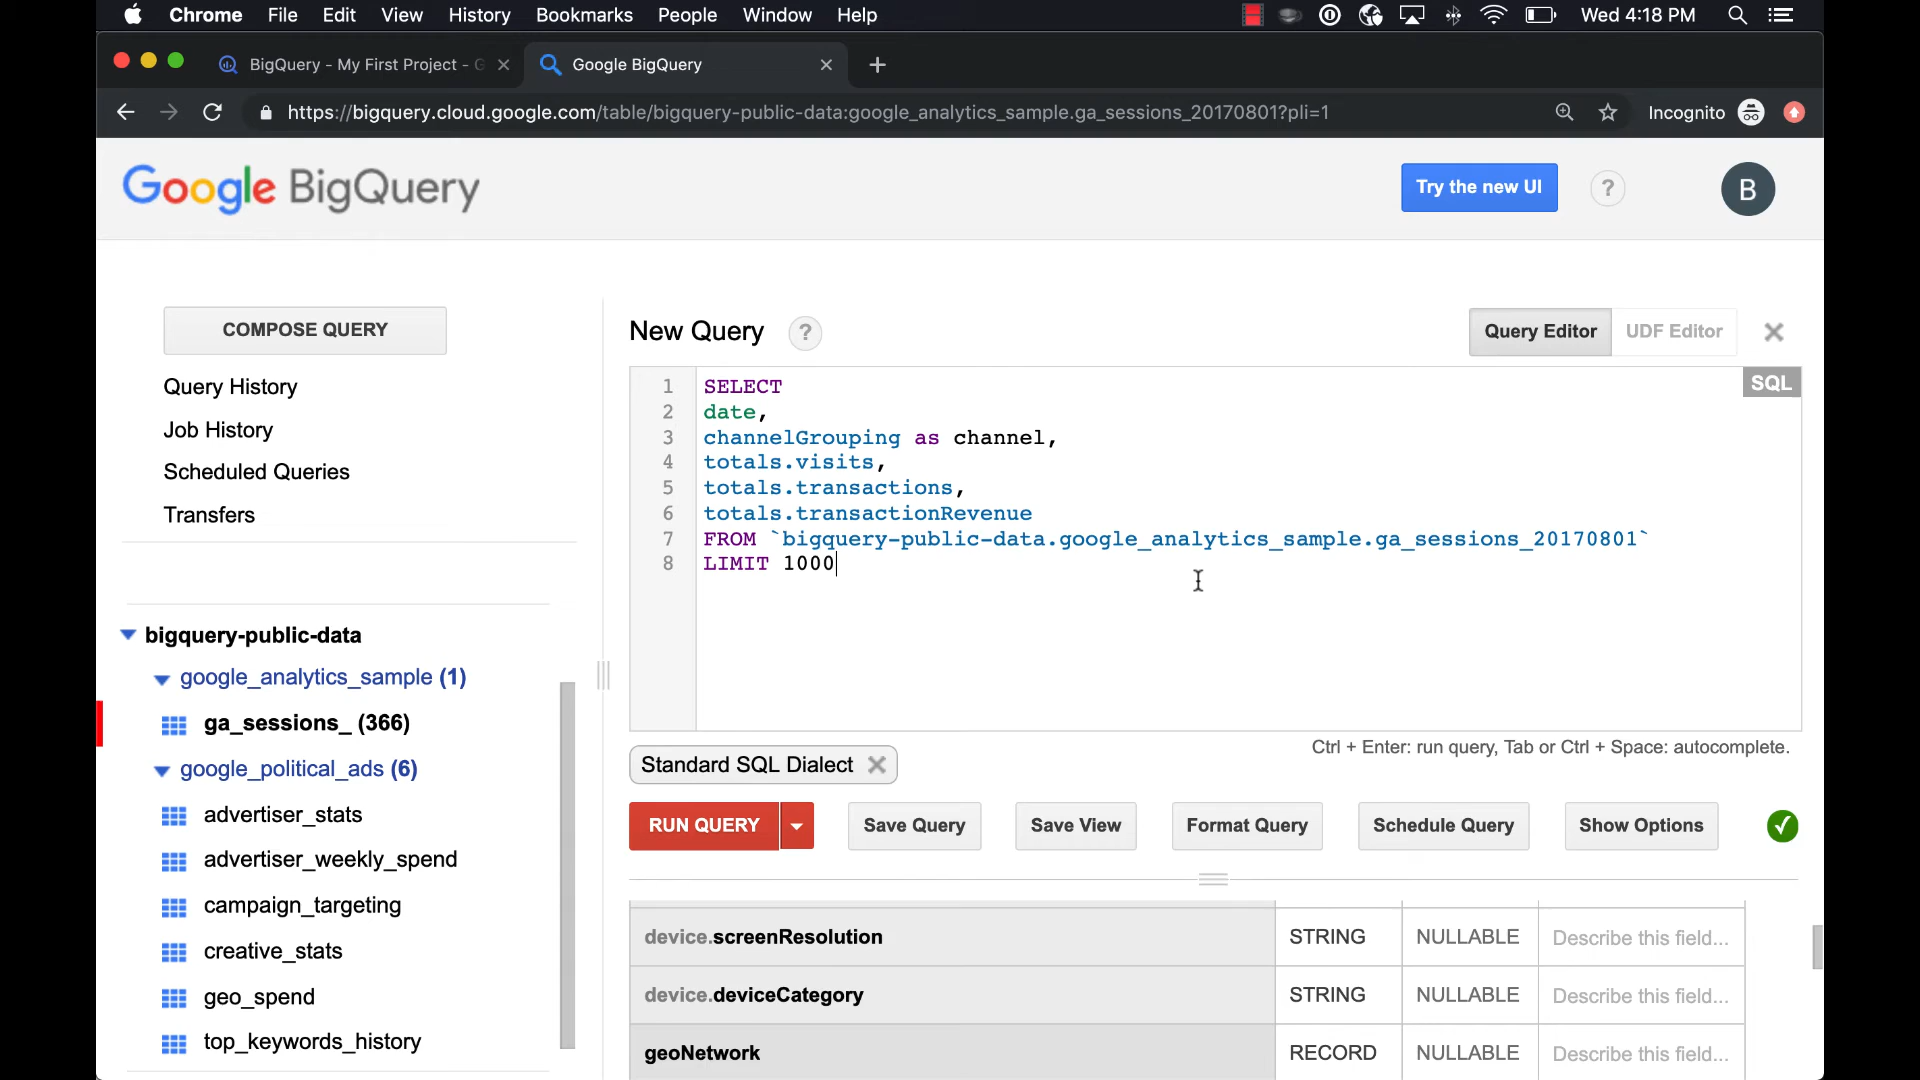 Chrome File Edit View History Bookmarks People Window Help Wed 4:18 PM
BigQuery - My First Project - G
Google BigQuery
https://bigquery.cloud.google.com/table/bigquery-public-data:google_analytics_sample.ga_sessions_20170801?pli=1
Incognito
Google BigQuery
Try the new UI
?
B
COMPOSE QUERY
Query History
Job History
Scheduled Queries
Transfers
bigquery-public-data
google_analytics_sample (1)
ga_sessions_ (366)
google_political_ads (6)
advertiser_stats
advertiser_weekly_spend
campaign_targeting
creative_stats
geo_spend
top_keywords_history
New Query ?
Query Editor UDF Editor
SQL
1 SELECT
2 date,
3 channelGrouping as channel,
4 totals.visits,
5 totals.transactions,
6 totals.transactionRevenue
7 FROM `bigquery-public-data.google_analytics_sample.ga_sessions_20170801`
8 LIMIT 1000
Ctrl + Enter: run query, Tab or Ctrl + Space: autocomplete.
Standard SQL Dialect
RUN QUERY Save Query Save View Format Query Schedule Query Show Options
device.screenResolution STRING NULLABLE Describe this field...
device.deviceCategory STRING NULLABLE Describe this field...
geoNetwork RECORD NULLABLE Describe this field...